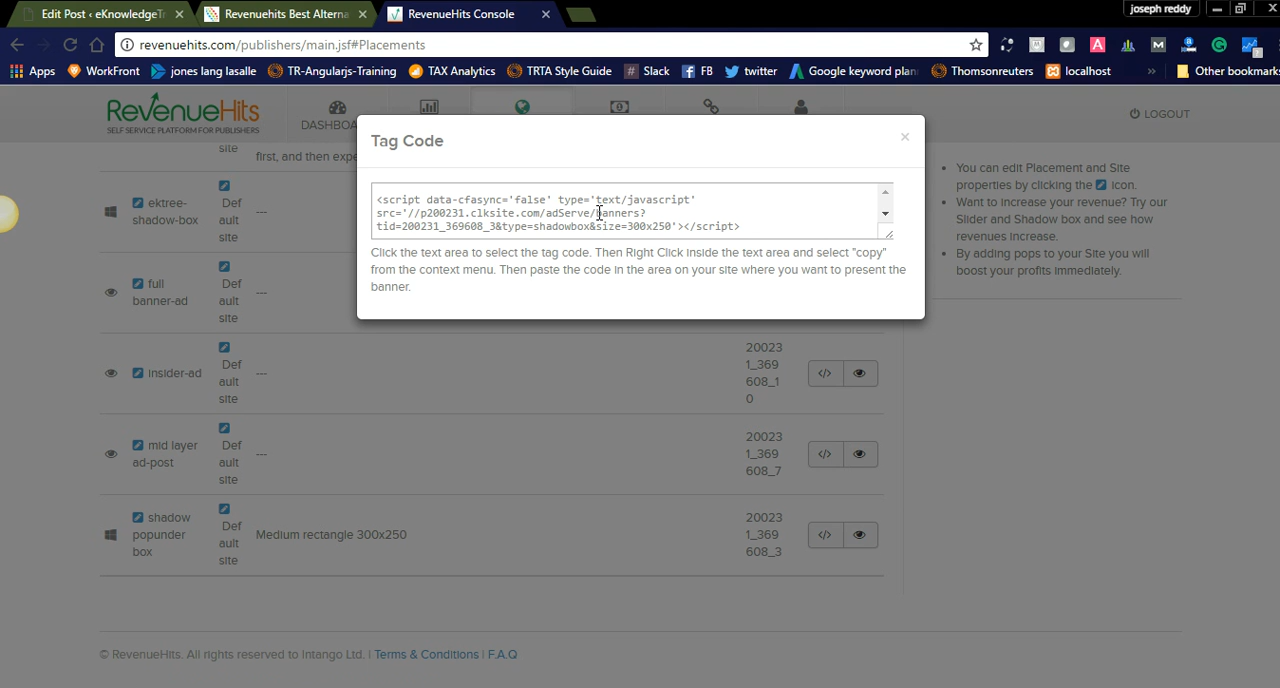 Edit Post ‹ eKnowledgeTr
Revenuehits Best Alterna
RevenueHits Console
joseph reddy
revenuehits.com/publishers/main.jsf#Placements
Apps
WorkFront
jones lang lasalle
TR-Angularjs-Training
TAX Analytics
TRTA Style Guide
Slack
FB
twitter
Google keyword plan
Thomsonreuters
localhost
»
Other bookmarks
RevenueHits
SELF SERVICE PLATFORM FOR PUBLISHERS
DASHBOA
LOGOUT
Tag Code
×
<script data-cfasync='false' type='text/javascript'
src='//p200231.clksite.com/adServe/banners?
tid=200231_369608_3&type=shadowbox&size=300x250'></script>
Click the text area to select the tag code. Then Right Click inside the text area and select "copy"
from the context menu. Then paste the code in the area on your site where you want to present the
banner.
site
first, and then expe
ektree-
shadow-box
Def
ault
site
---
full
banner-ad
Def
ault
site
---
insider-ad
Def
ault
site
---
20023
1_369
608_1
0
</>
mid layer
ad-post
Def
ault
site
---
20023
1_369
608_7
</>
shadow
popunder
box
Def
ault
site
Medium rectangle 300x250
20023
1_369
608_3
</>
You can edit Placement and Site
properties by clicking the icon.
Want to increase your revenue? Try our
Slider and Shadow box and see how
revenues increase.
By adding pops to your Site you will
boost your profits immediately.
© RevenueHits. All rights reserved to Intango Ltd. | Terms & Conditions | F.A.Q